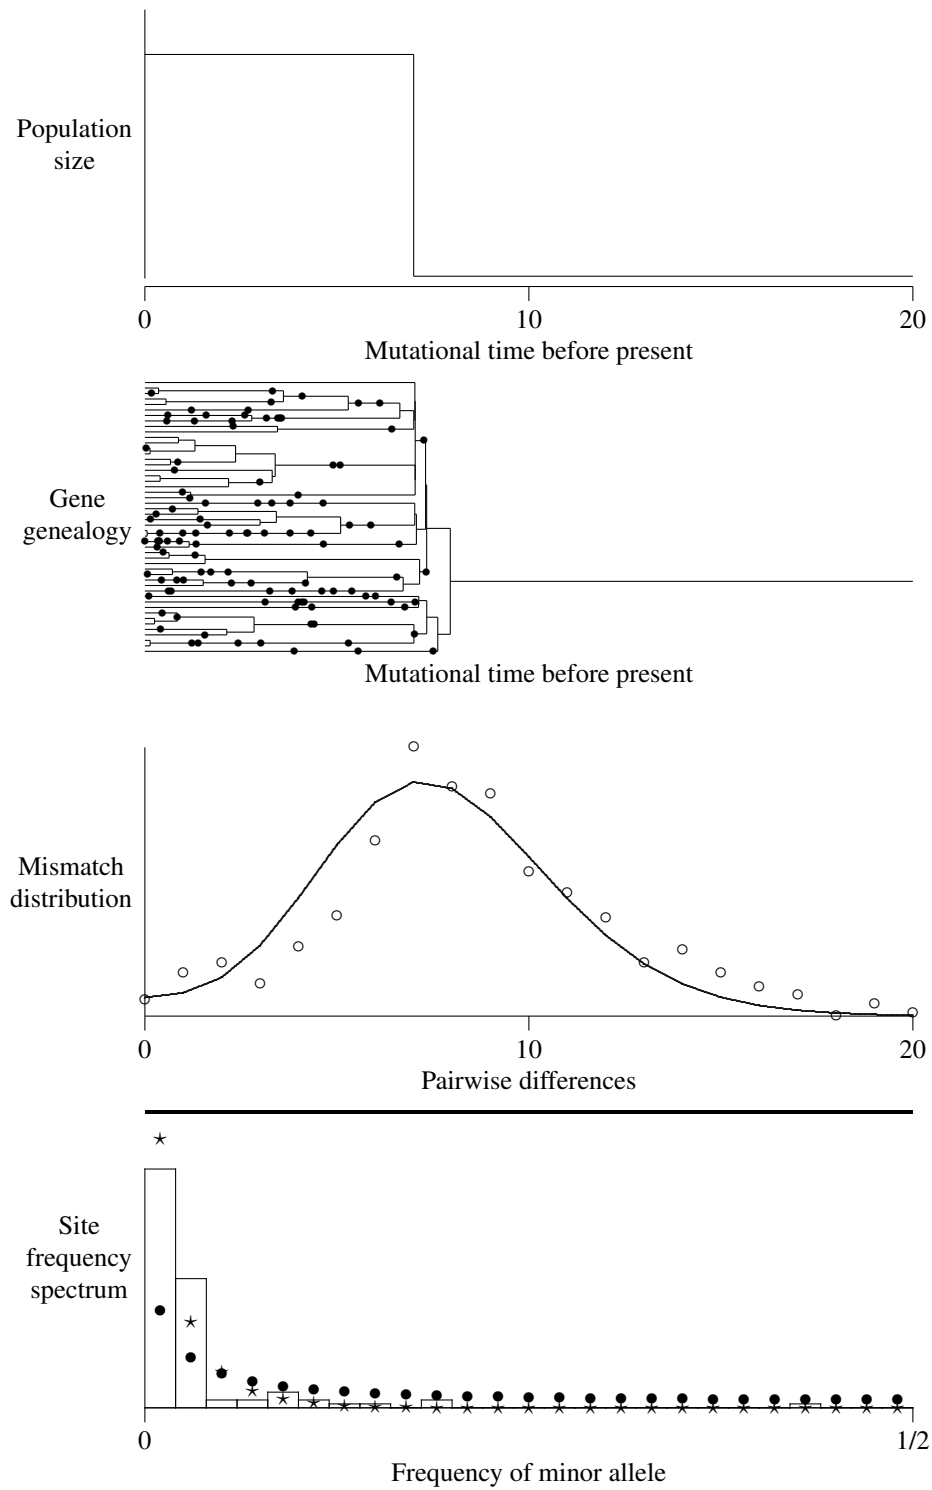 Population
size
0 10 20
Mutational time before present
Gene
genealogy
Mutational time before present
Mismatch
distribution
0 10 20
Pairwise differences
Site
frequency
spectrum
0 1/2
Frequency of minor allele